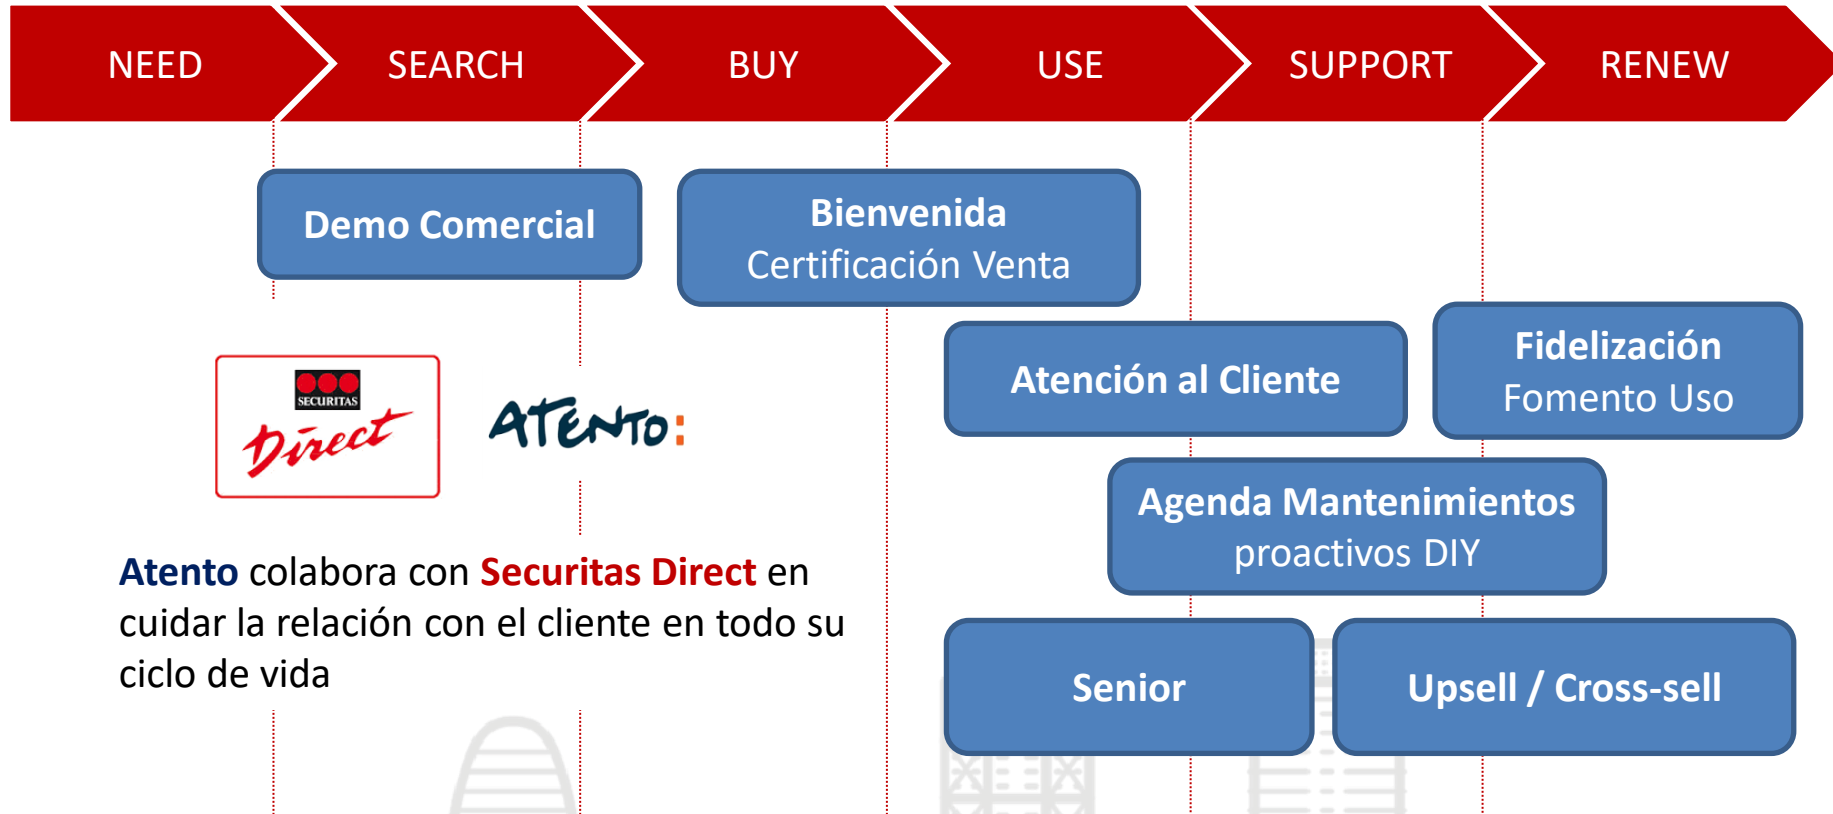 NEED
SEARCH
BUY
USE
SUPPORT
RENEW
Demo Comercial
Bienvenida
Certificación Venta
Atención al Cliente
Fidelización
Fomento Uso
SECURITAS
Direct
ATENTO:
Agenda Mantenimientos
proactivos DIY
Atento colabora con Securitas Direct en
cuidar la relación con el cliente en todo su
ciclo de vida
Senior
Upsell / Cross-sell